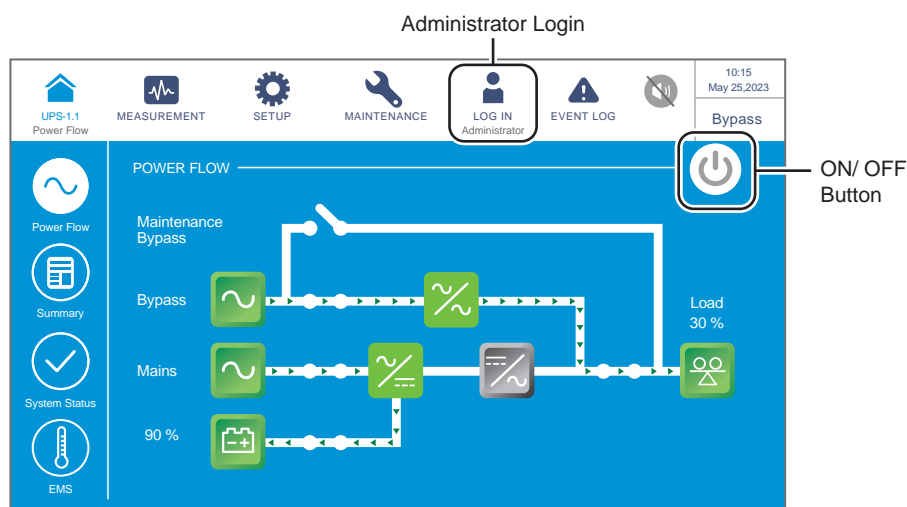 Administrator Login
10:15
May 25,2023
UPS-1.1
Power Flow
MEASUREMENT
SETUP
MAINTENANCE
LOG IN
Administrator
EVENT LOG
Bypass
ON/ OFF
Button
POWER FLOW
Power Flow
Maintenance
Bypass
Summary
Bypass
Load
30 %
Mains
System Status
90 %
EMS